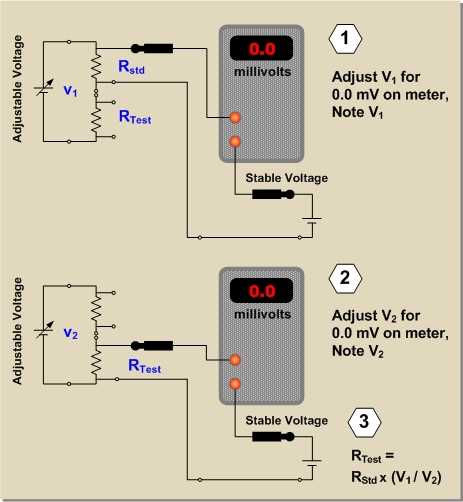 Adjustable Voltage
V1
Rstd
RTest
0.0
millivolts
1
Adjust V1 for
0.0 mV on meter,
Note V1
Stable Voltage
Adjustable Voltage
V2
RTest
0.0
millivolts
2
Adjust V2 for
0.0 mV on meter,
Note V2
Stable Voltage
3
RTest =
RStd x (V1 / V2)